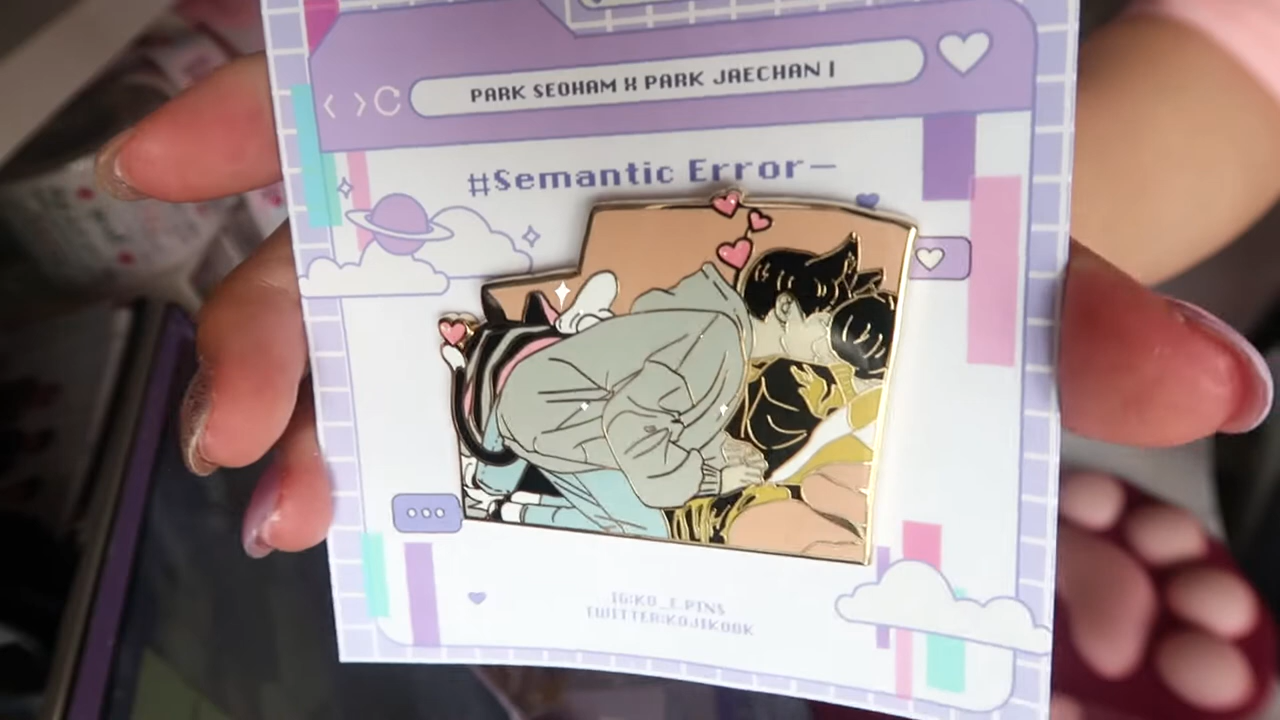 PARK SEOHAM X PARK JAECHAN |
#Semantic Error—
IG:KO_E.PINS
TWITTER:KOJIKOOK